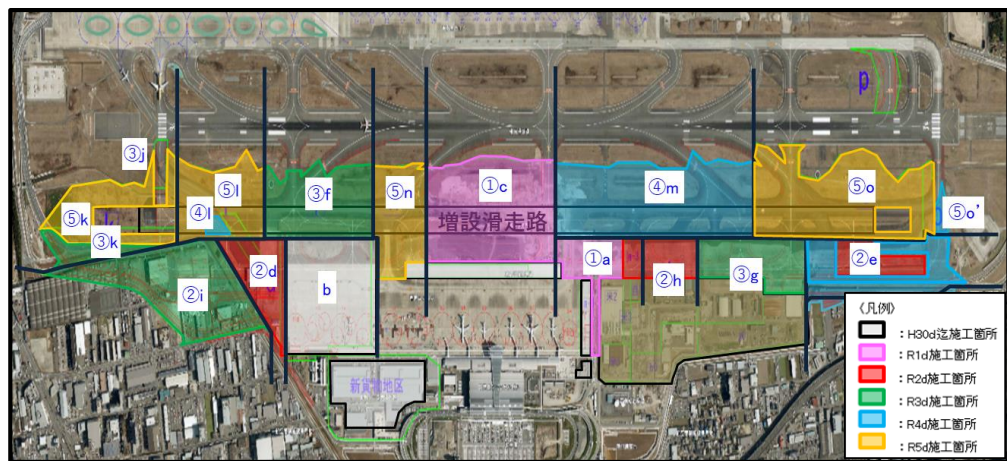 p
③j
⑤l
③f
⑤n
①c
④m
⑤o
⑤o’
⑤k
④l
増設滑走路
③k
②d
b
①a
②h
③g
②e
②i
新貨物地区
《凡例》
：H30d迄施工箇所
：R1d施工箇所
：R2d施工箇所
：R3d施工箇所
：R4d施工箇所
：R5d施工箇所